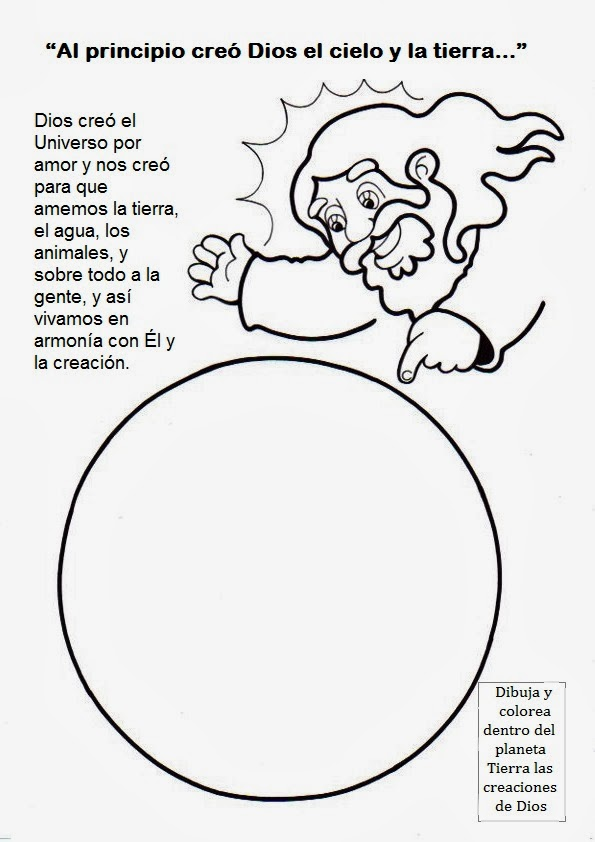 “Al principio creó Dios el cielo y la tierra...”
Dios creó el
Universo por
amor y nos creó
para que
amemos la tierra,
el agua, los
animales, y
sobre todo a la
gente, y así
vivamos en
armonía con Él y
la creación.
Dibuja y
colorea
dentro del
planeta
Tierra las
creaciones
de Dios